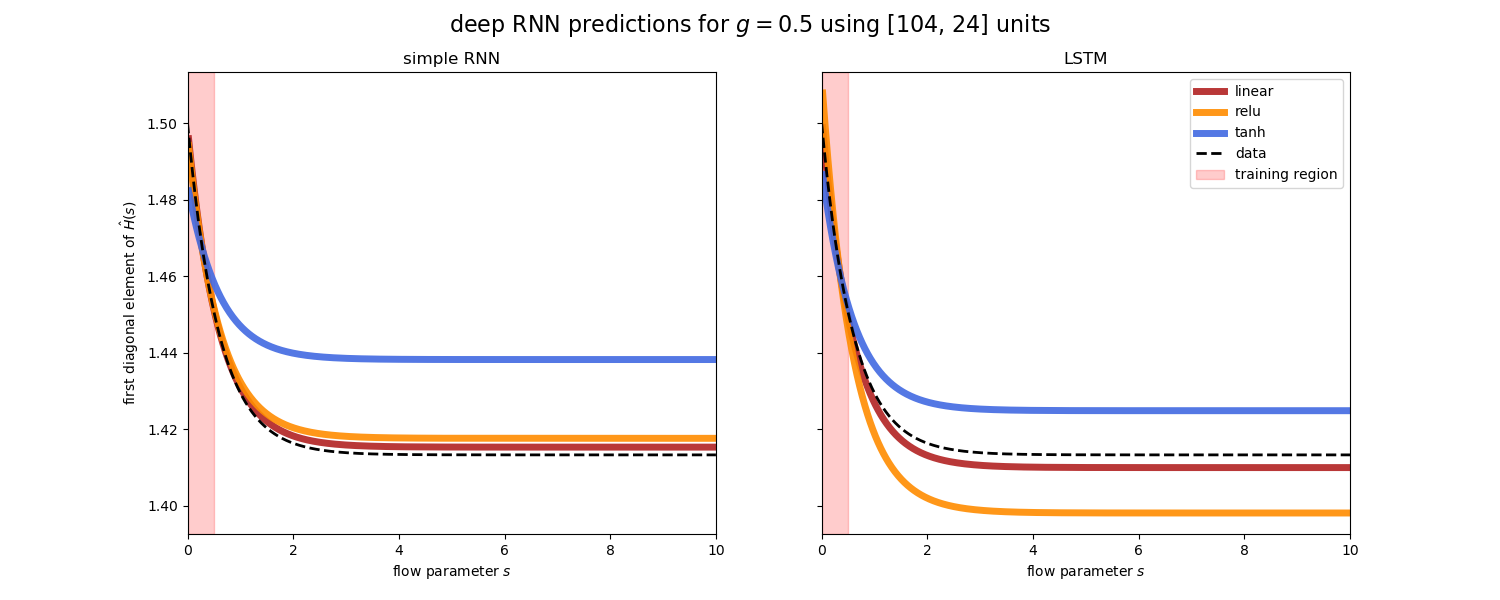 deep RNN predictions for g = 0.5 using [104, 24] units
simple RNN
first diagonal element of Ĥ(s)
1.50
1.48
1.46
1.44
1.42
1.40
0 2 4 6 8 10
flow parameter s
LSTM
linear
relu
tanh
data
training region
0 2 4 6 8 10
flow parameter s